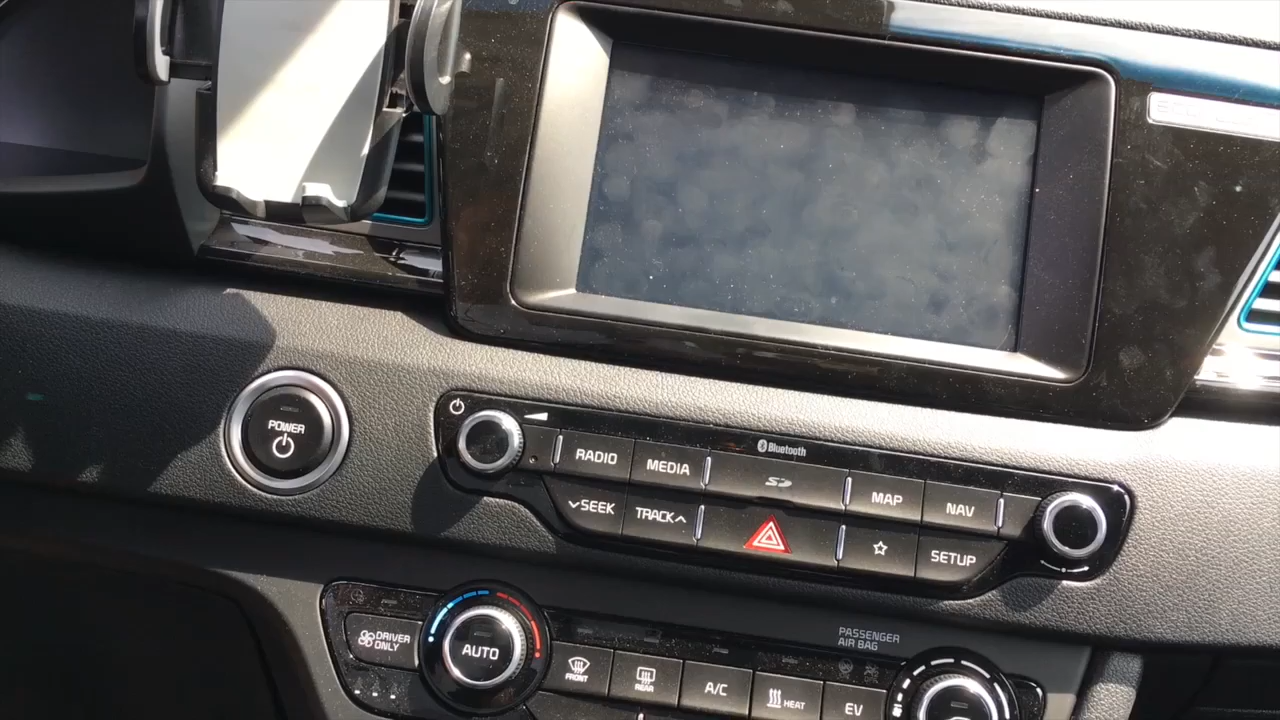 POWER
Bluetooth
RADIO
MEDIA
SD
MAP
NAV
SEEK
TRACK
SETUP
PASSENGER
AIR BAG
DRIVER
ONLY
AUTO
FRONT
REAR
A/C
HEAT
EV